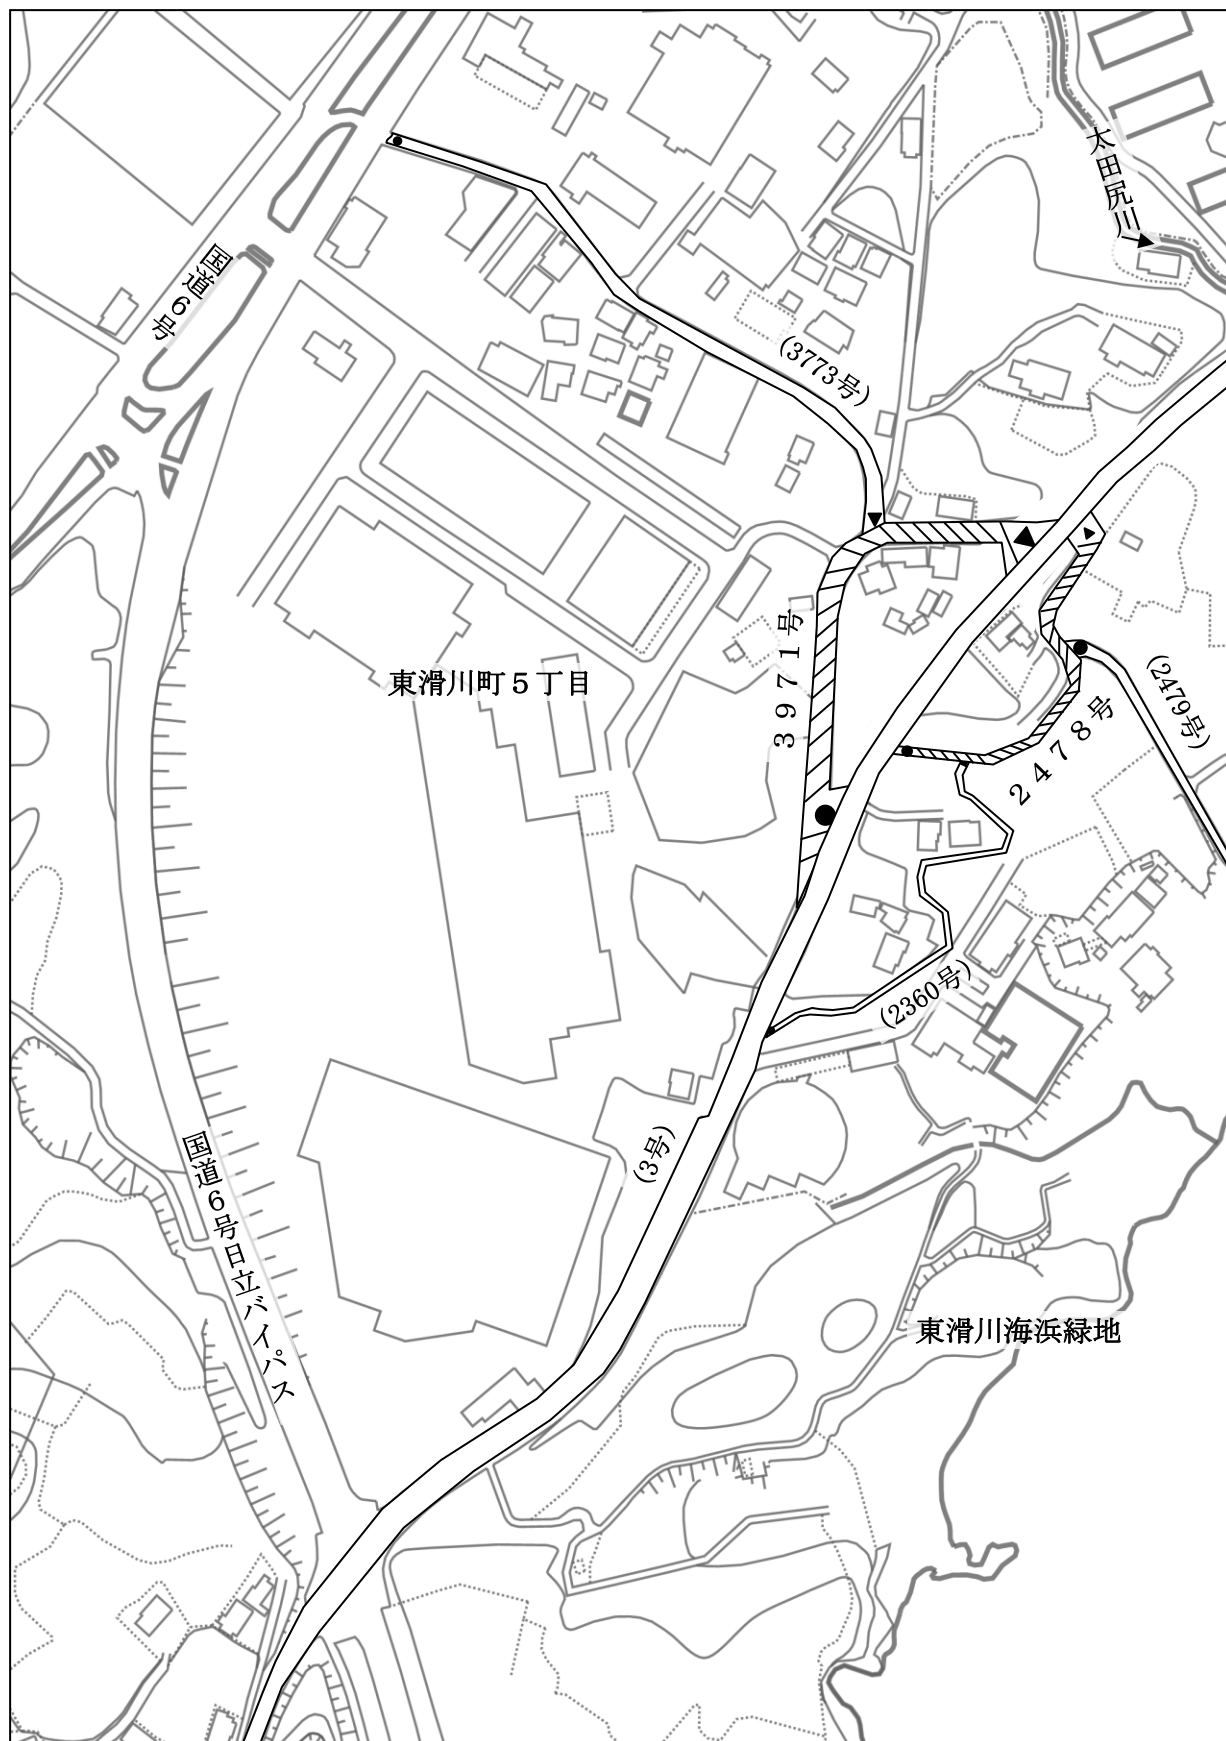 太田尻川
国道6号
(3773号)
3971号
東滑川町5丁目
(2479号)
2478号
(2360号)
(3号)
国道6号日立バイパス
東滑川海浜緑地